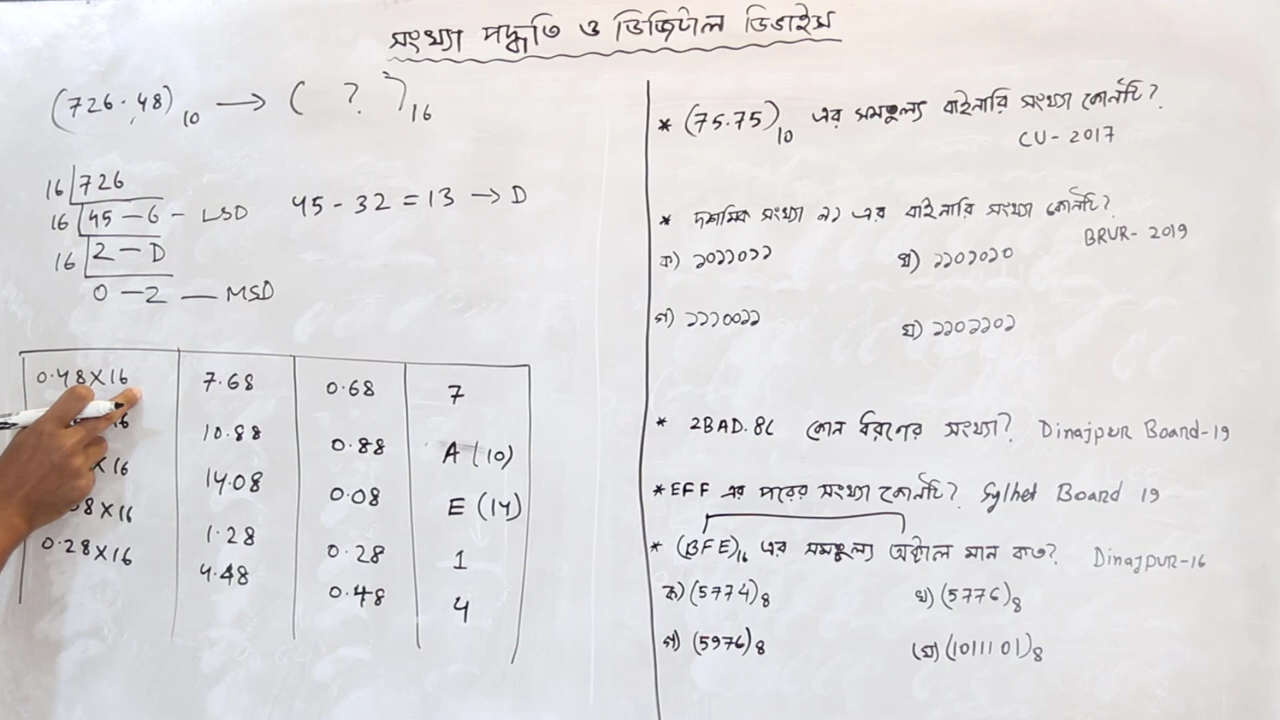 সংখ্যা পদ্ধতি ও ডিজিটাল ডিভাইস
(726.48)10 → ( ? )16
16 726
16 45 – 6 – LSD
16 2 – D
0 – 2 — MSD
45 - 32 = 13 → D
0.48×16 7.68 0.68 7
10.88 0.88 A (10)
×16 14.08 0.08 E (14)
8×16 1.28 0.28 1
0.28×16 4.48 0.48 4
* (75.75)10 এর সমতুল্য বাইনারি সংখ্যা কোনটি?
CU - 2017
* দশমিক সংখ্যা ৯১ এর বাইনারি সংখ্যা কোনটি?
BRUR - 2019
ক) ১০১১০১১ খ) ১১০১০১০
গ) ১১১০০১১ ঘ) ১১০১১০১
* 2BAD.8C কোন ধরণের সংখ্যা? Dinajpur Board-19
* EFF এর পরের সংখ্যা কোনটি? Sylhet Board 19
* (BFE)16 এর সমতুল্য অক্টাল মান কত? Dinajpur-16
ক) (5774)8 খ) (5776)8
গ) (5976)8 ঘ) (1011101)8